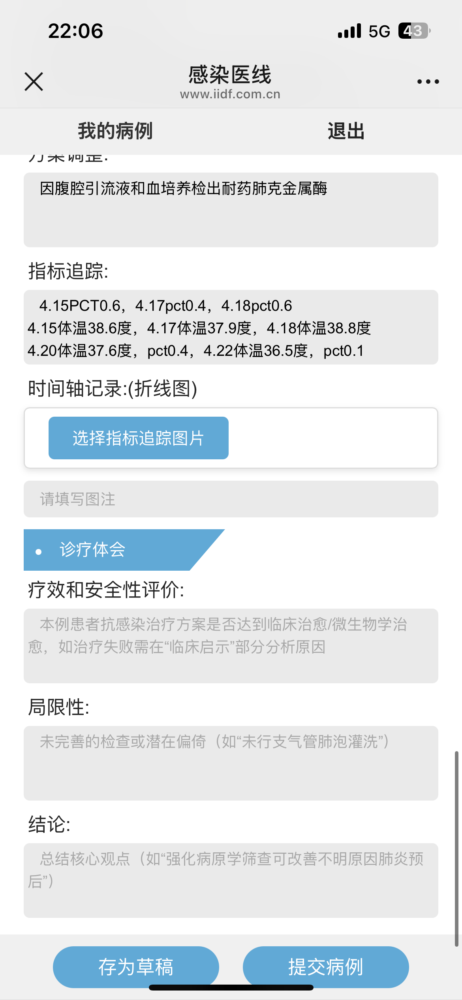 22:06
5G 43
感染医线
www.iidf.com.cn
我的病例 退出
方案调整:
因腹腔引流液和血培养检出耐药肺克金属酶
指标追踪:
4.15PCT0.6，4.17pct0.4，4.18pct0.6
4.15体温38.6度，4.17体温37.9度，4.18体温38.8度
4.20体温37.6度，pct0.4，4.22体温36.5度，pct0.1
时间轴记录:(折线图)
选择指标追踪图片
请填写图注
诊疗体会
疗效和安全性评价:
本例患者抗感染治疗方案是否达到临床治愈/微生物学治
愈，如治疗失败需在“临床启示”部分分析原因
局限性:
未完善的检查或潜在偏倚（如“未行支气管肺泡灌洗”）
结论:
总结核心观点（如“强化病原学筛查可改善不明原因肺炎预
后”）
存为草稿 提交病例